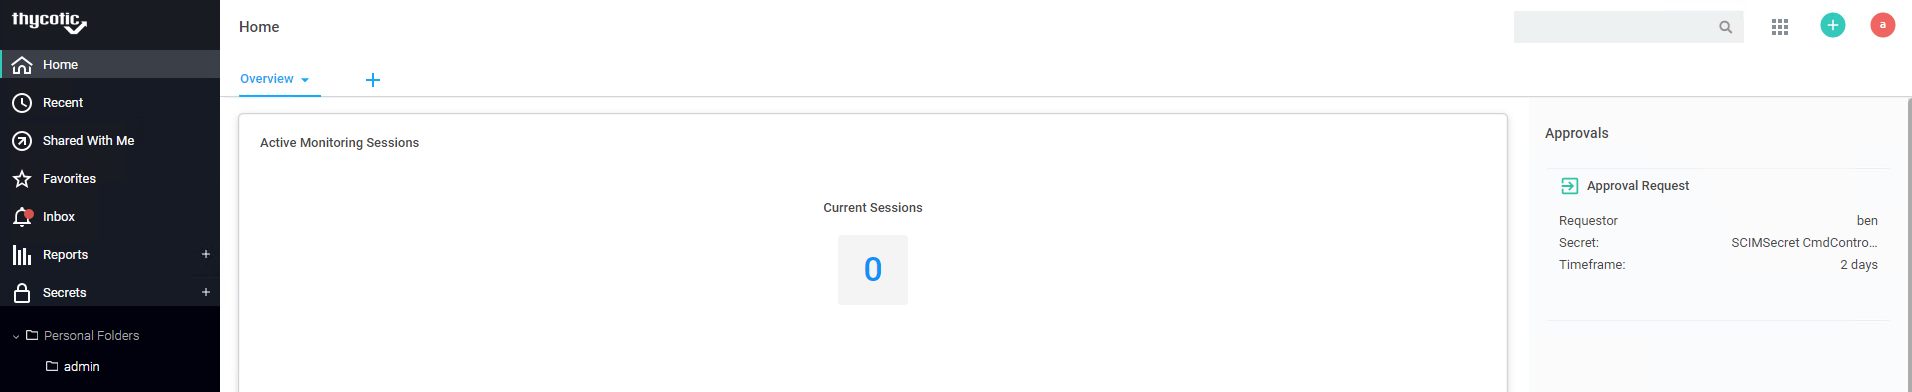 thycotic
Home
Recent
Shared With Me
Favorites
Inbox
Reports +
Secrets +
Personal Folders
admin
Home
a
Overview
Active Monitoring Sessions
Current Sessions
0
Approvals
Approval Request
Requestor ben
Secret: SCIMSecret CmdContro...
Timeframe: 2 days